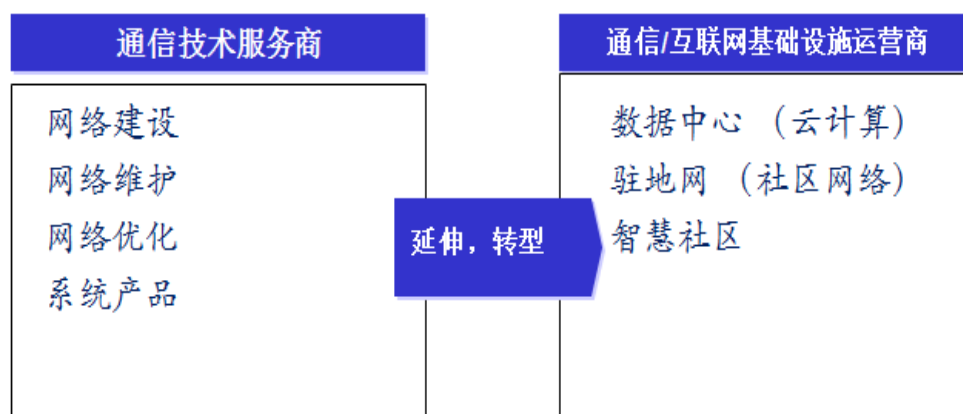 通信技术服务商
网络建设
网络维护
网络优化
系统产品
延伸，转型
通信/互联网基础设施运营商
数据中心 （云计算）
驻地网 （社区网络）
智慧社区